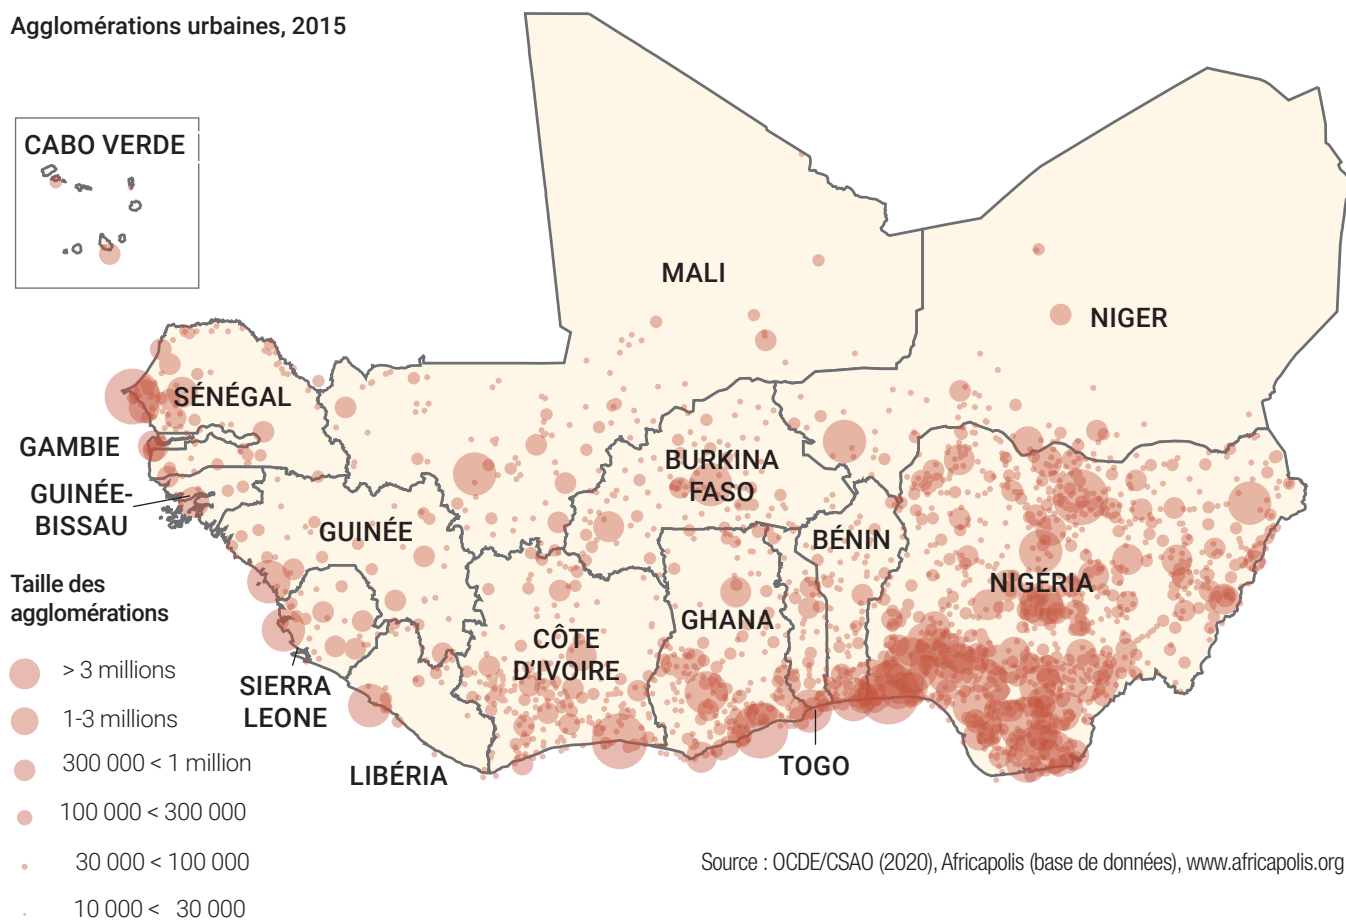 Agglomérations urbaines, 2015
CABO VERDE
MALI
NIGER
SÉNÉGAL
GAMBIE
GUINÉE-
BISSAU
BURKINA
FASO
GUINÉE
BÉNIN
NIGÉRIA
GHANA
CÔTE
D'IVOIRE
SIERRA
LEONE
LIBÉRIA
TOGO
Taille des
agglomérations
> 3 millions
1-3 millions
300 000 < 1 million
100 000 < 300 000
30 000 < 100 000
10 000 < 30 000
Source : OCDE/CSAO (2020), Africapolis (base de données), www.africapolis.org